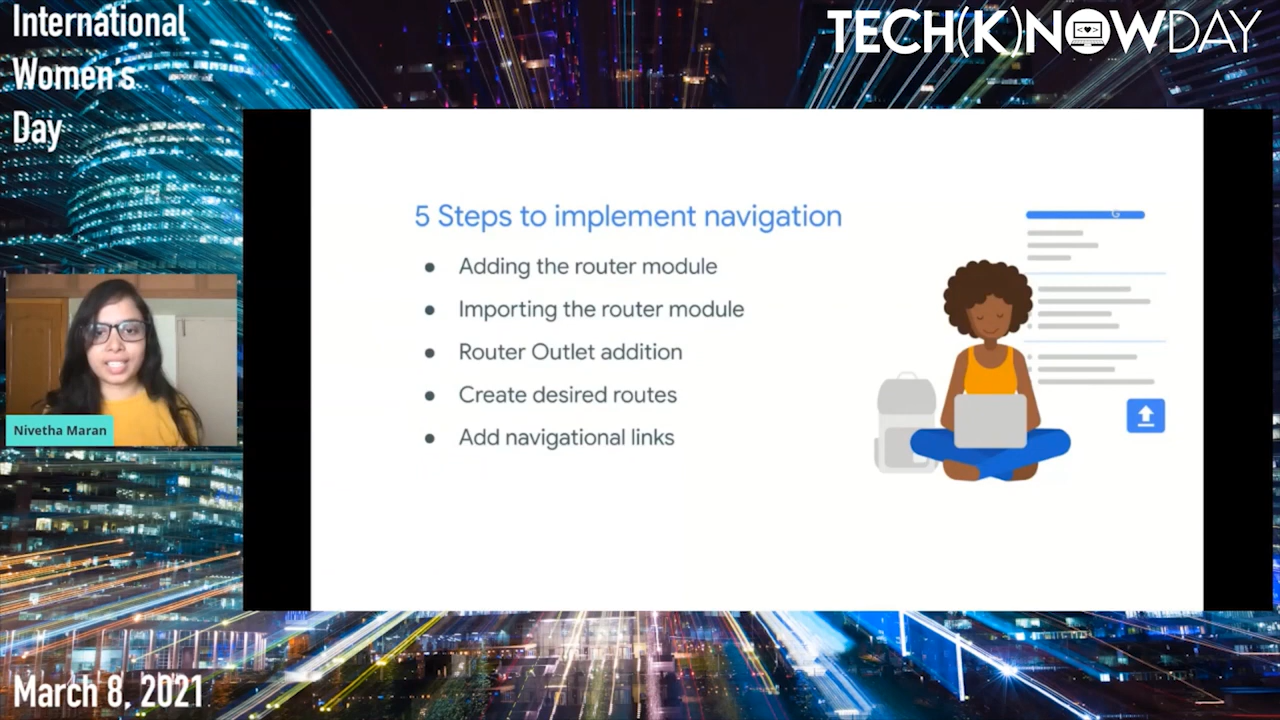 International
Women's
Day
TECH(K)NOWDAY
5 Steps to implement navigation
● Adding the router module
● Importing the router module
● Router Outlet addition
● Create desired routes
● Add navigational links
G
Nivetha Maran
March 8, 2021